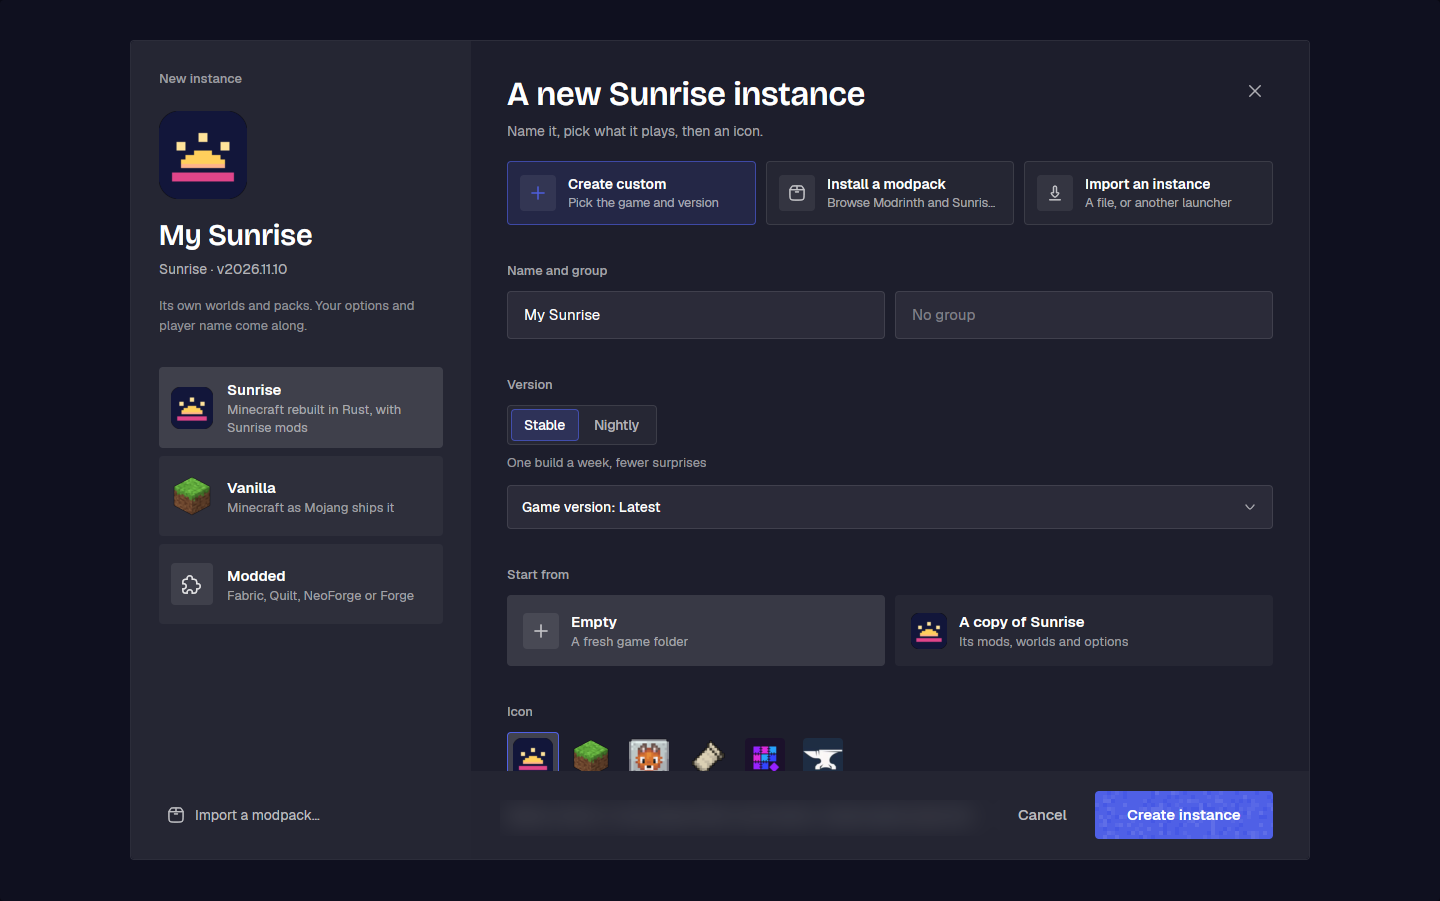 New instance
My Sunrise
Sunrise · v2026.11.10
Its own worlds and packs. Your options and
player name come along.
Sunrise
Minecraft rebuilt in Rust, with
Sunrise mods
Vanilla
Minecraft as Mojang ships it
Modded
Fabric, Quilt, NeoForge or Forge
Import a modpack...
A new Sunrise instance
Name it, pick what it plays, then an icon.
Create custom
Pick the game and version
Install a modpack
Browse Modrinth and Sunris...
Import an instance
A file, or another launcher
Name and group
My Sunrise
No group
Version
Stable
Nightly
One build a week, fewer surprises
Game version: Latest
Start from
Empty
A fresh game folder
A copy of Sunrise
Its mods, worlds and options
Icon
Cancel
Create instance